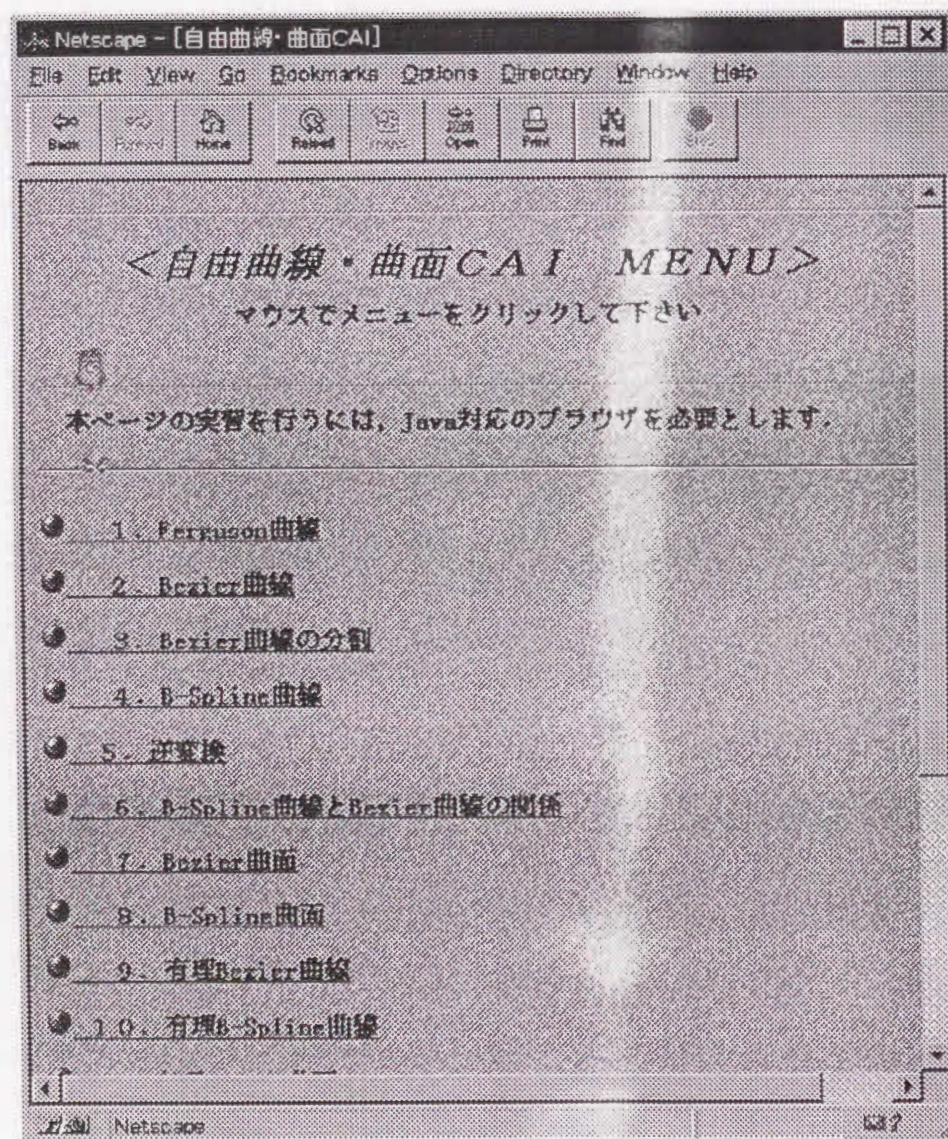 Netscape - [自由曲線・曲面CAI]
File Edit View Go Bookmarks Options Directory Window Help
Back Forward Home Reload Images Open Print Find Stop
＜自由曲線・曲面CAI MENU＞
マウスでメニューをクリックして下さい
本ページの実習を行うには，Java対応のブラウザを必要とします．
1．Ferguson曲線
2．Bezier曲線
3．Bezier曲線の分割
4．B-Spline曲線
5．逆変換
6．B-Spline曲線とBezier曲線の関係
7．Bezier曲面
8．B-Spline曲面
9．有理Bezier曲線
10．有理B-Spline曲線
Netscape